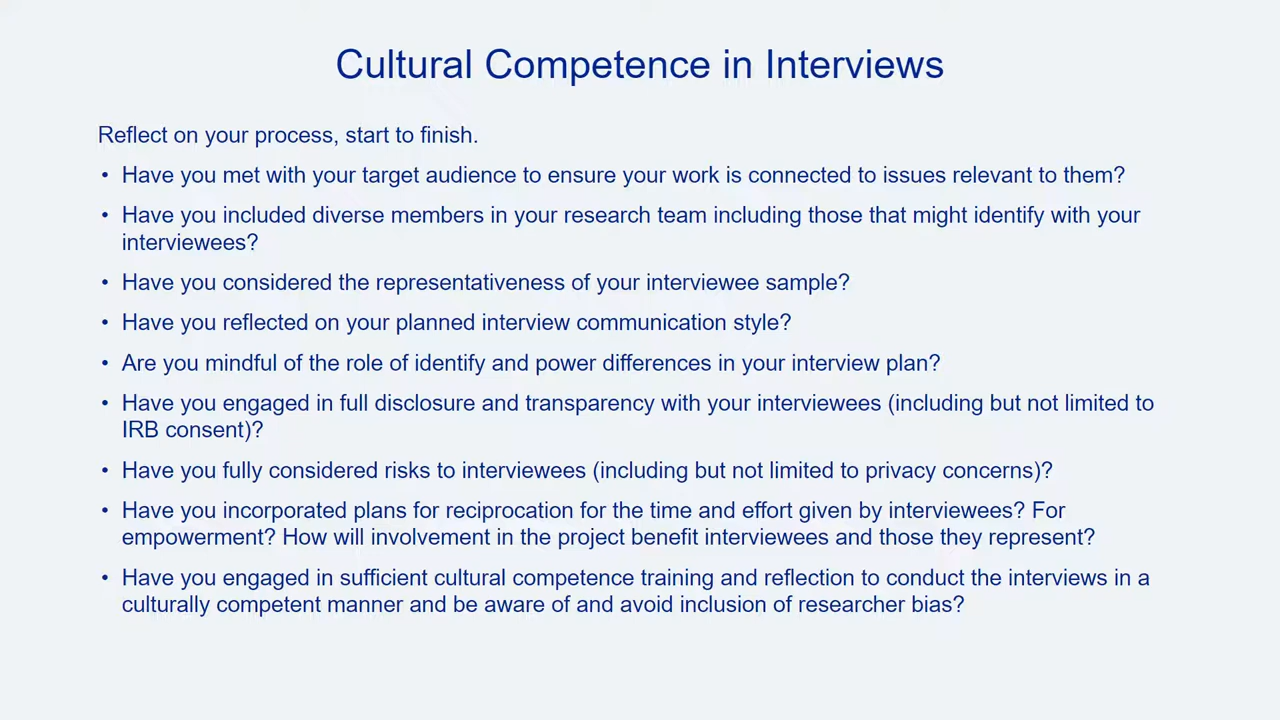 Cultural Competence in Interviews
Reflect on your process, start to finish.
• Have you met with your target audience to ensure your work is connected to issues relevant to them?
• Have you included diverse members in your research team including those that might identify with your
interviewees?
• Have you considered the representativeness of your interviewee sample?
• Have you reflected on your planned interview communication style?
• Are you mindful of the role of identify and power differences in your interview plan?
• Have you engaged in full disclosure and transparency with your interviewees (including but not limited to
IRB consent)?
• Have you fully considered risks to interviewees (including but not limited to privacy concerns)?
• Have you incorporated plans for reciprocation for the time and effort given by interviewees? For
empowerment? How will involvement in the project benefit interviewees and those they represent?
• Have you engaged in sufficient cultural competence training and reflection to conduct the interviews in a
culturally competent manner and be aware of and avoid inclusion of researcher bias?